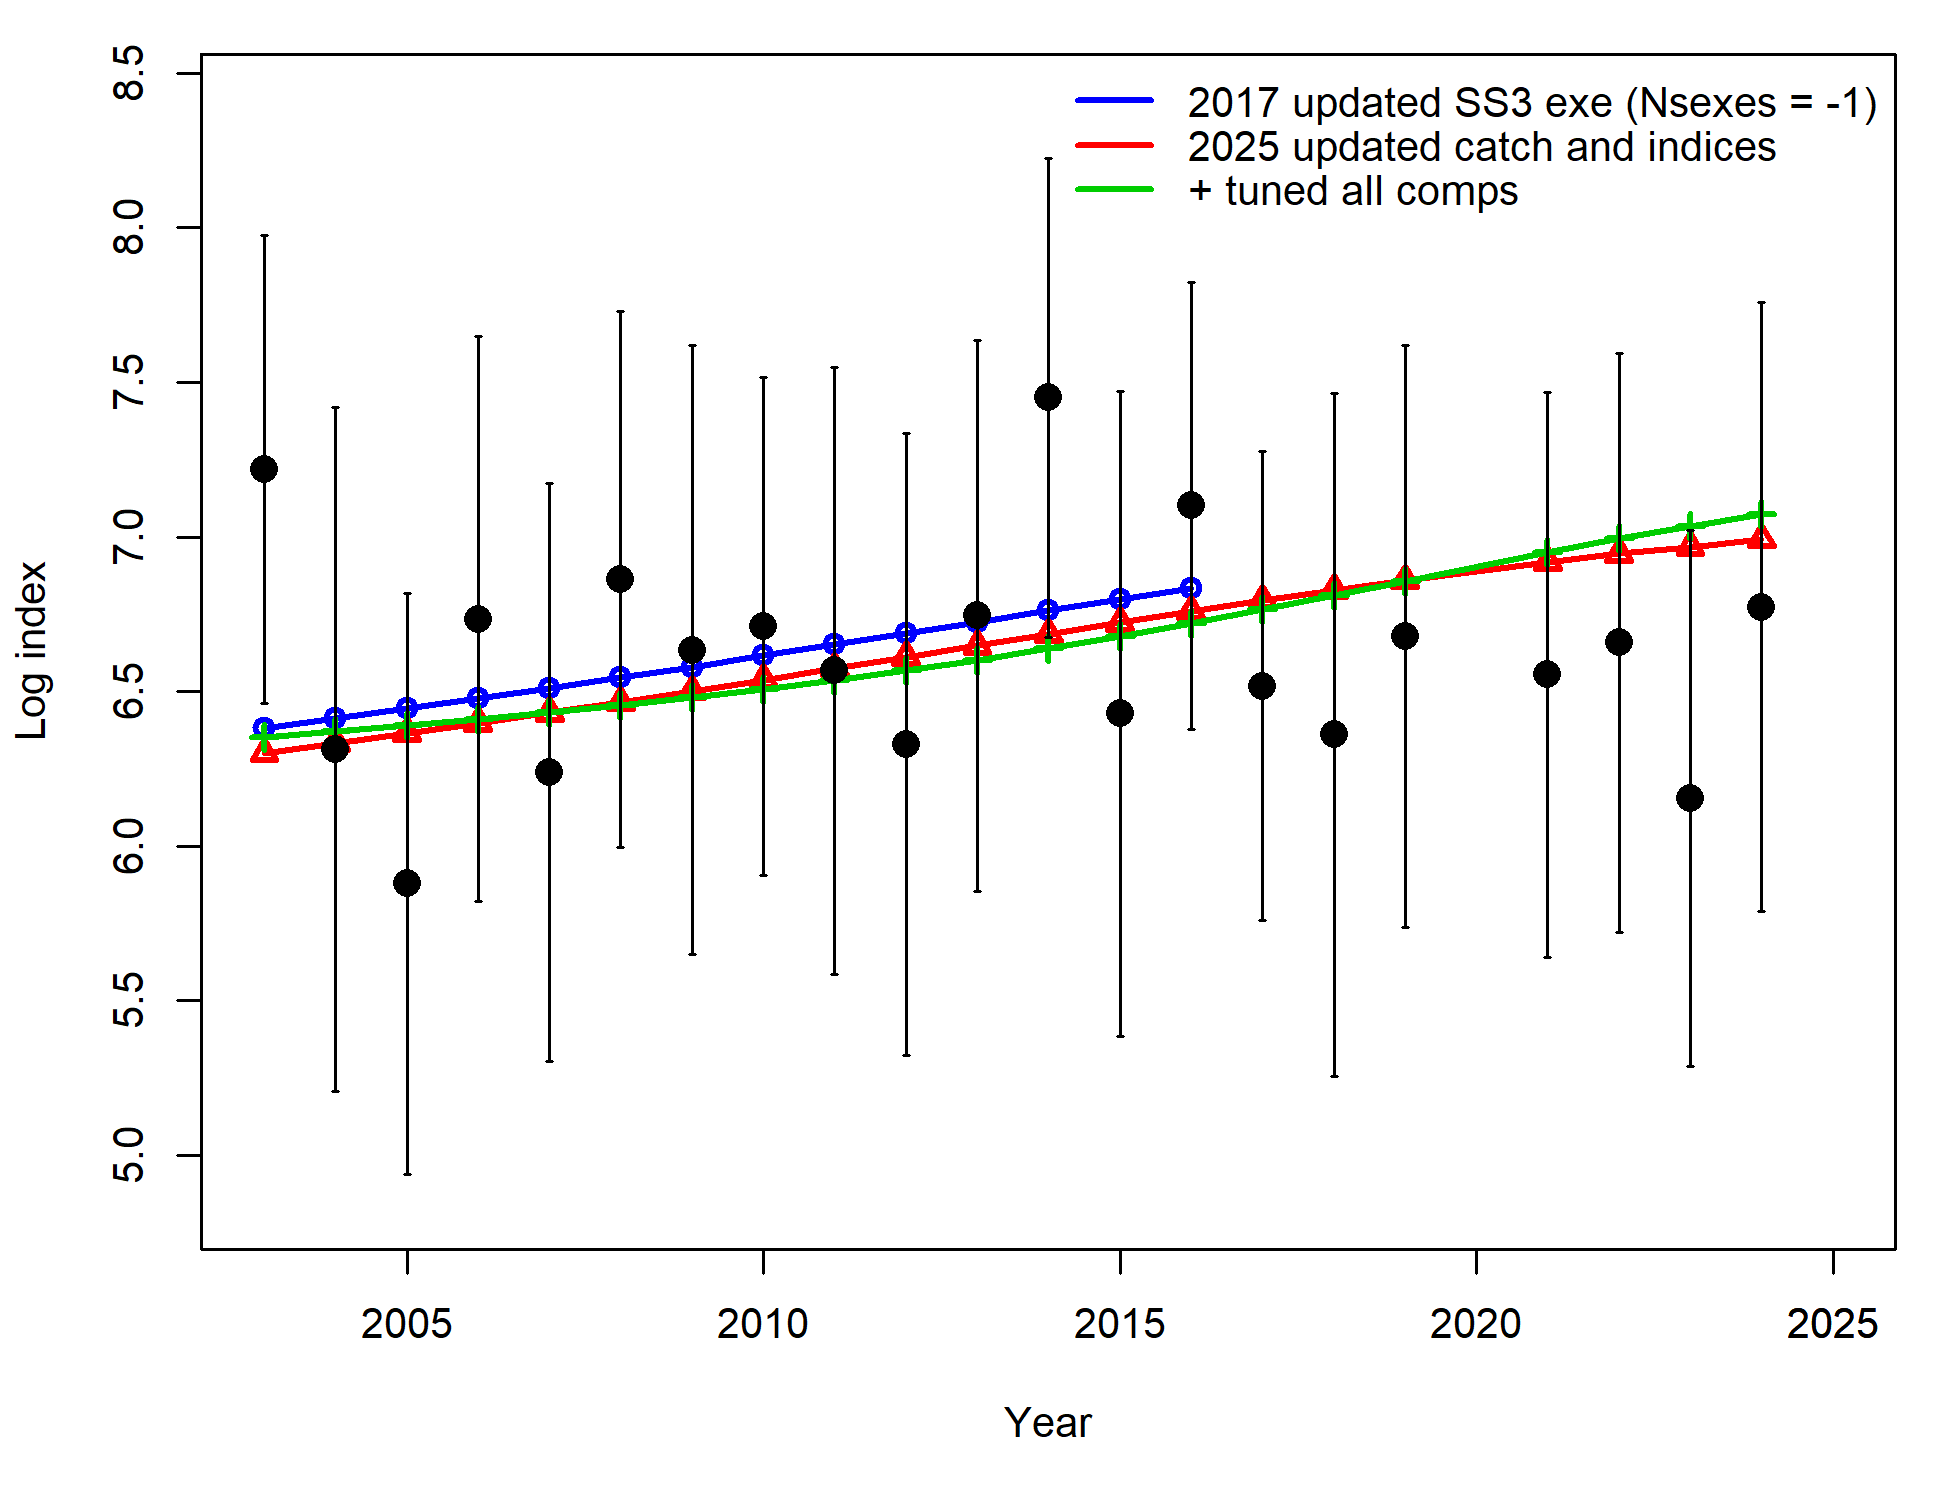 8.5
8.0
7.5
7.0
6.5
6.0
5.5
5.0
Log index
2017 updated SS3 exe (Nsexes = -1)
2025 updated catch and indices
+ tuned all comps
2005
2010
2015
2020
2025
Year